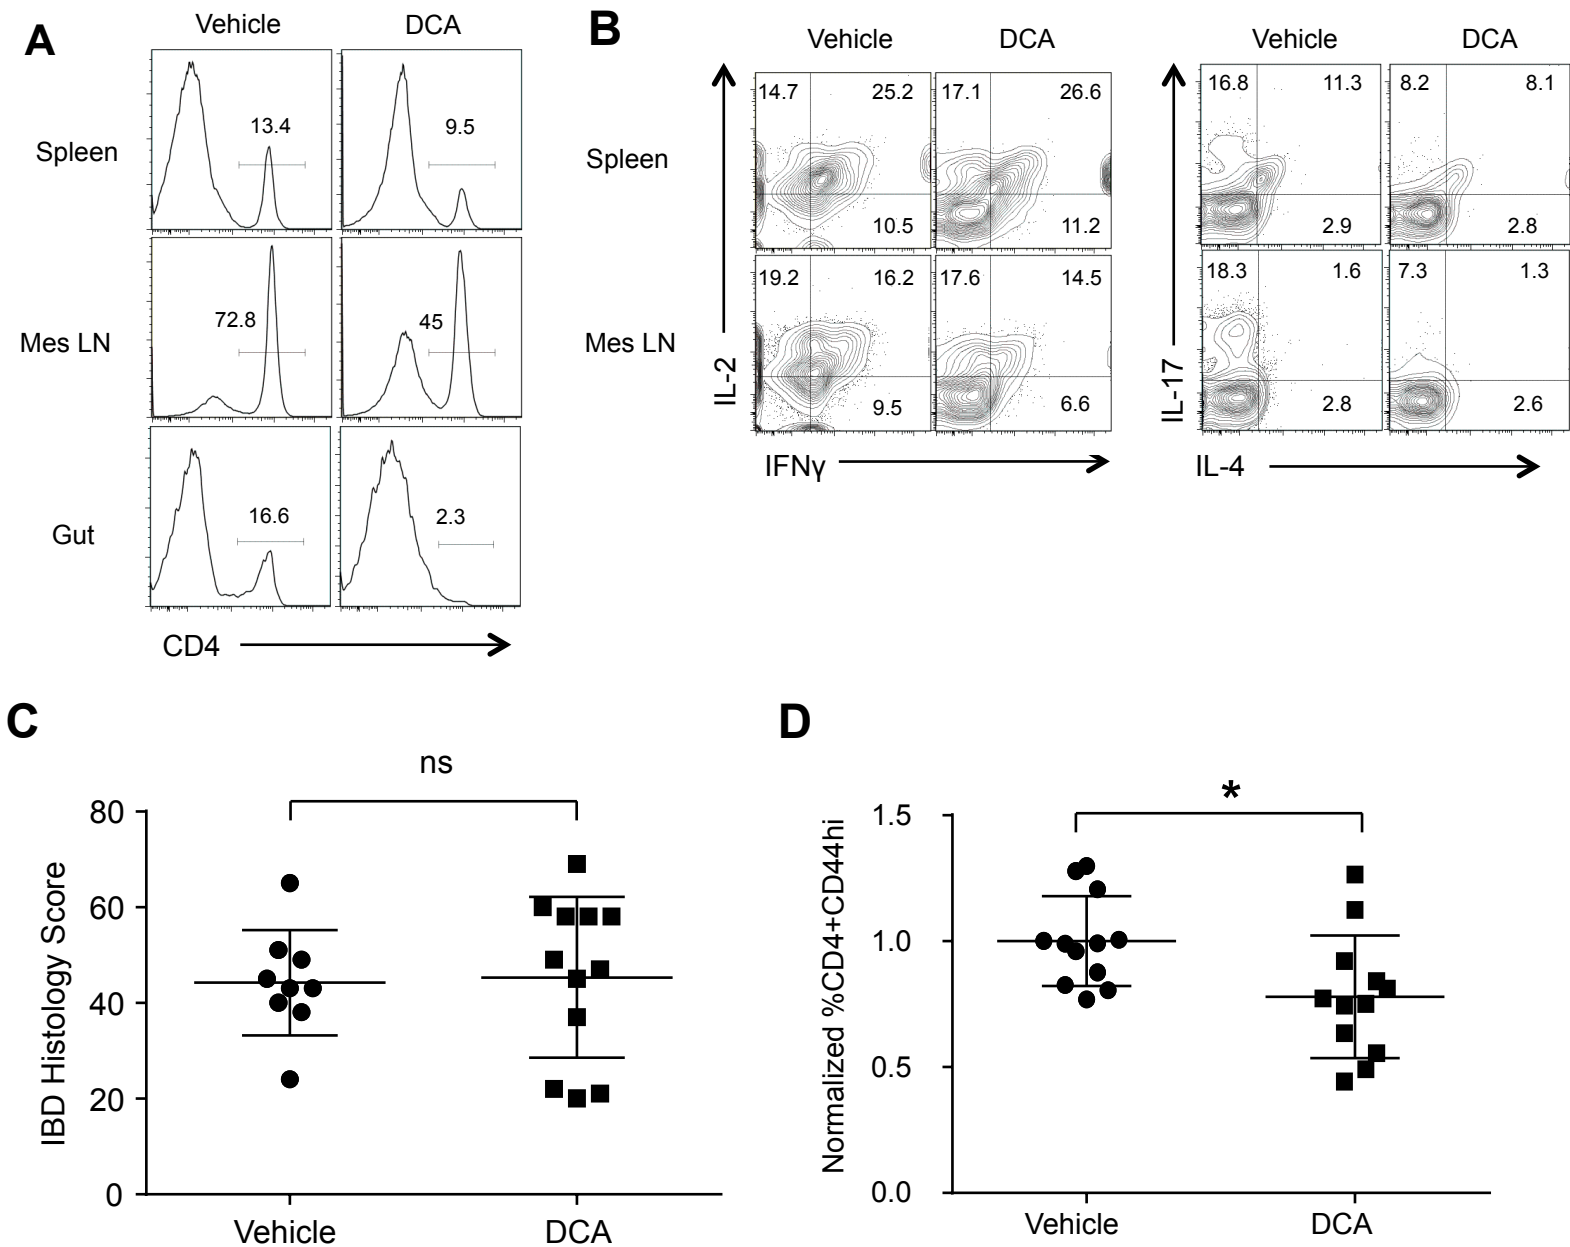 A
Vehicle DCA
Spleen
13.4 9.5
Mes LN
72.8 45
Gut
16.6 2.3
CD4
B
Vehicle DCA Vehicle DCA
Spleen
14.7 25.2 17.1 26.6 16.8 11.3 8.2 8.1
10.5 11.2 2.9 2.8
Mes LN
19.2 16.2 17.6 14.5 18.3 1.6 7.3 1.3
9.5 6.6 2.8 2.6
IL-2
IL-17
IFNγ IL-4
C
ns
IBD Histology Score
80
60
40
20
0
Vehicle DCA
D
*
Normalized %CD4+CD44hi
1.5
1.0
0.5
0.0
Vehicle DCA